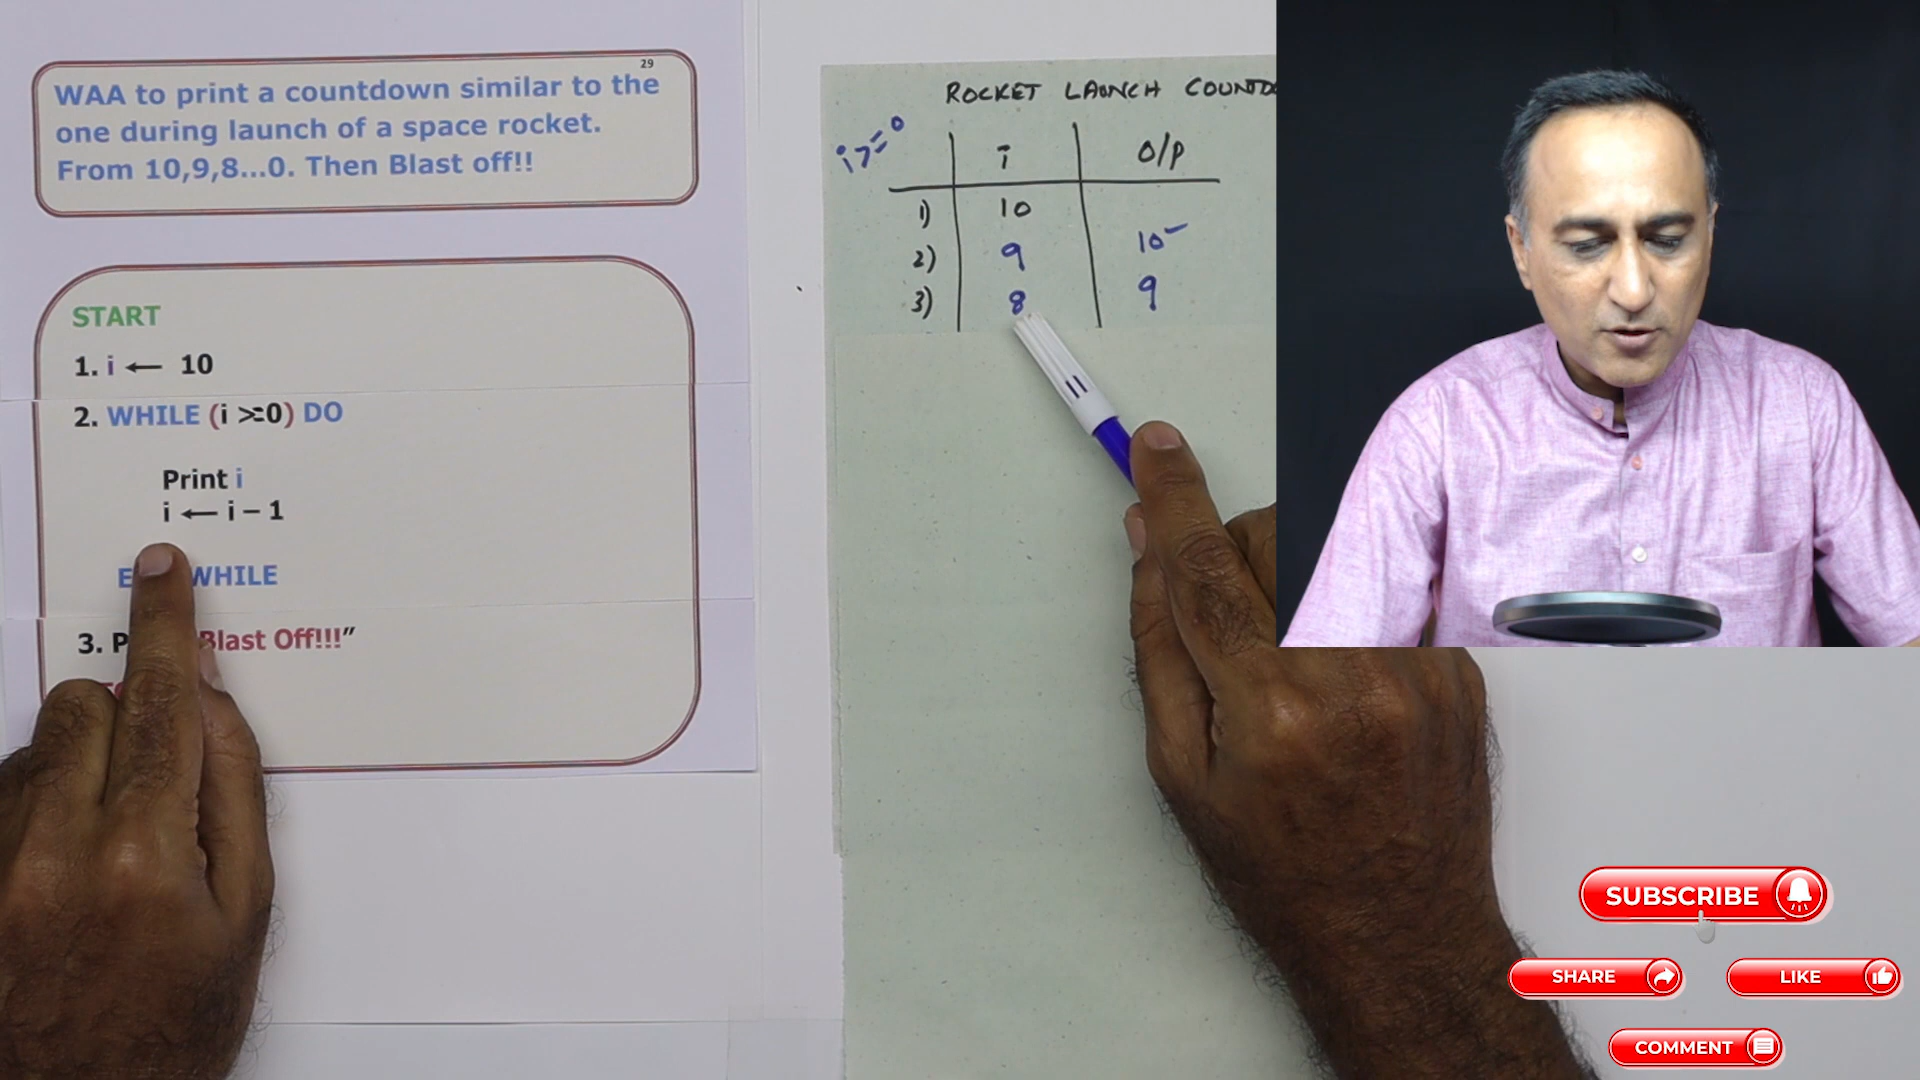 29
WAA to print a countdown similar to the
one during launch of a space rocket.
From 10,9,8...0. Then Blast off!!
START
1. i ← 10
2. WHILE (i >=0) DO
Print i
i ← i – 1
WHILE
3. Blast Off!!!”
ROCKET LAUNCH
i>=0
i O/P
1) 10
2) 9 10
3) 8 9
SUBSCRIBE
SHARE
LIKE
COMMENT